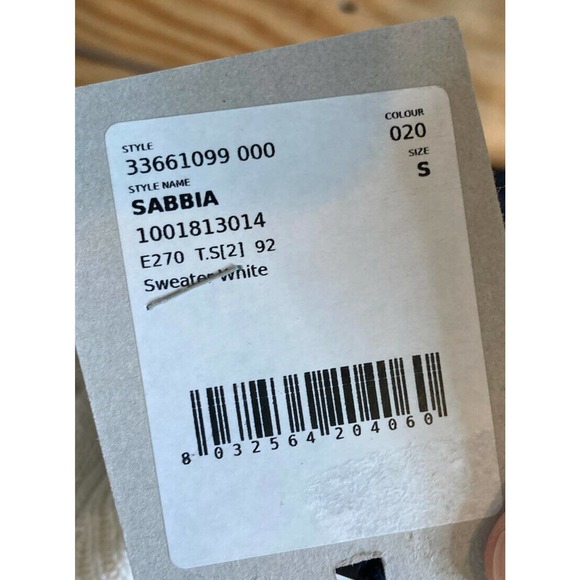 STYLE
33661099 000
COLOUR
020
STYLE NAME
SABBIA
SIZE
S
1001813014
E270 T.S[2] 92
Sweater White
8 032564 204060